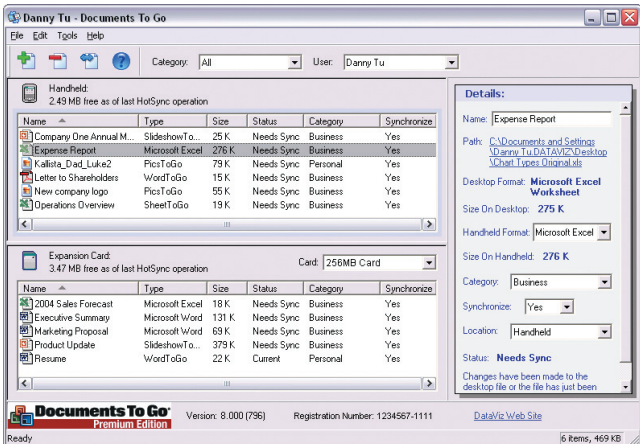 Danny Tu - Documents To Go
File Edit Tools Help
Category: All User: Danny Tu
Handheld:
2.49 MB free as of last HotSync operation
Name Type Size Status Category Synchronize
Company One Annual M... SlideshowTo... 25 K Needs Sync Business Yes
Expense Report Microsoft Excel 276 K Needs Sync Business Yes
Kallista_Dad_Luke2 PicsToGo 79 K Needs Sync Personal Yes
Letter to Shareholders WordToGo 15 K Needs Sync Business Yes
New company logo PicsToGo 55 K Needs Sync Business Yes
Operations Overview SheetToGo 19 K Needs Sync Business Yes
Expansion Card:
3.47 MB free as of last HotSync operation
Card: 256MB Card
Name Type Size Status Category Synchronize
2004 Sales Forecast Microsoft Excel 18 K Needs Sync Business Yes
Executive Summary Microsoft Word 131 K Needs Sync Business Yes
Marketing Proposal Microsoft Word 69 K Needs Sync Business Yes
Product Update SlideshowTo... 379 K Needs Sync Business Yes
Resume WordToGo 22 K Current Personal Yes
Details:
Name: Expense Report
Path: C:\Documents and Settings
\Danny Tu.DATAVIZ\Desktop
\Chart Types Original.xls
Desktop Format: Microsoft Excel
Worksheet
Size On Desktop: 275 K
Handheld Format: Microsoft Excel
Size On Handheld: 276 K
Category: Business
Synchronize: Yes
Location: Handheld
Status: Needs Sync
Changes have been made to the
desktop file or the file has just been
Documents To Go
Premium Edition
Version: 8.000 (796) Registration Number: 1234567-1111 DataViz Web Site
Ready 6 items, 469 KB